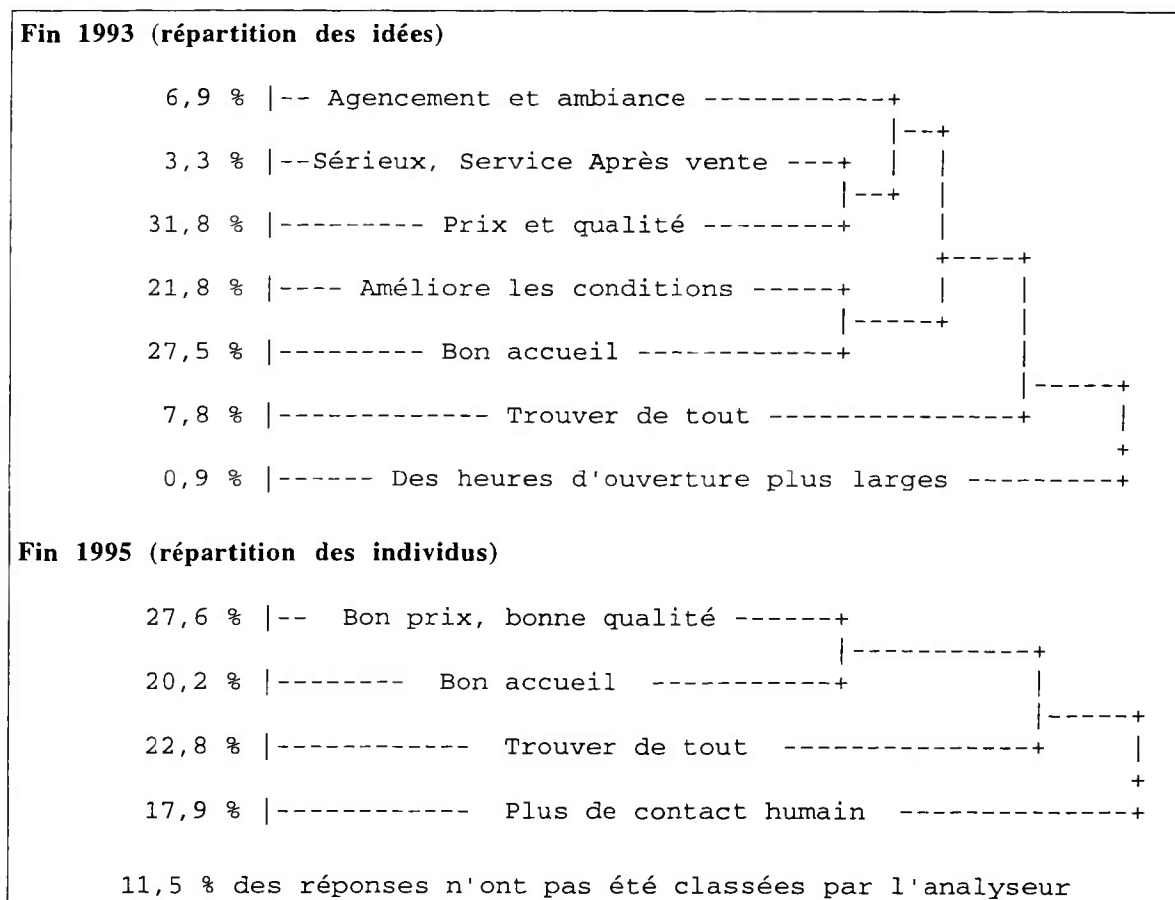 Fin 1993 (répartition des idées)
6,9 % |-- Agencement et ambiance -----------+
|--+
3,3 % |--Sérieux, Service Après vente ---+
|--+
31,8 % |--------- Prix et qualité --------+
+-----+
21,8 % |---- Améliore les conditions -----+
|-----+
27,5 % |--------- Bon accueil ------------+
|------+
7,8 % |------------- Trouver de tout ---------------+
+
0,9 % |------ Des heures d'ouverture plus larges ---------+
Fin 1995 (répartition des individus)
27,6 % |-- Bon prix, bonne qualité ------+
|------------+
20,2 % |-------- Bon accueil -----------+
|------+
22,8 % |------------ Trouver de tout ---------------+
+
17,9 % |------------ Plus de contact humain --------------+
11,5 % des réponses n'ont pas été classées par l'analyseur